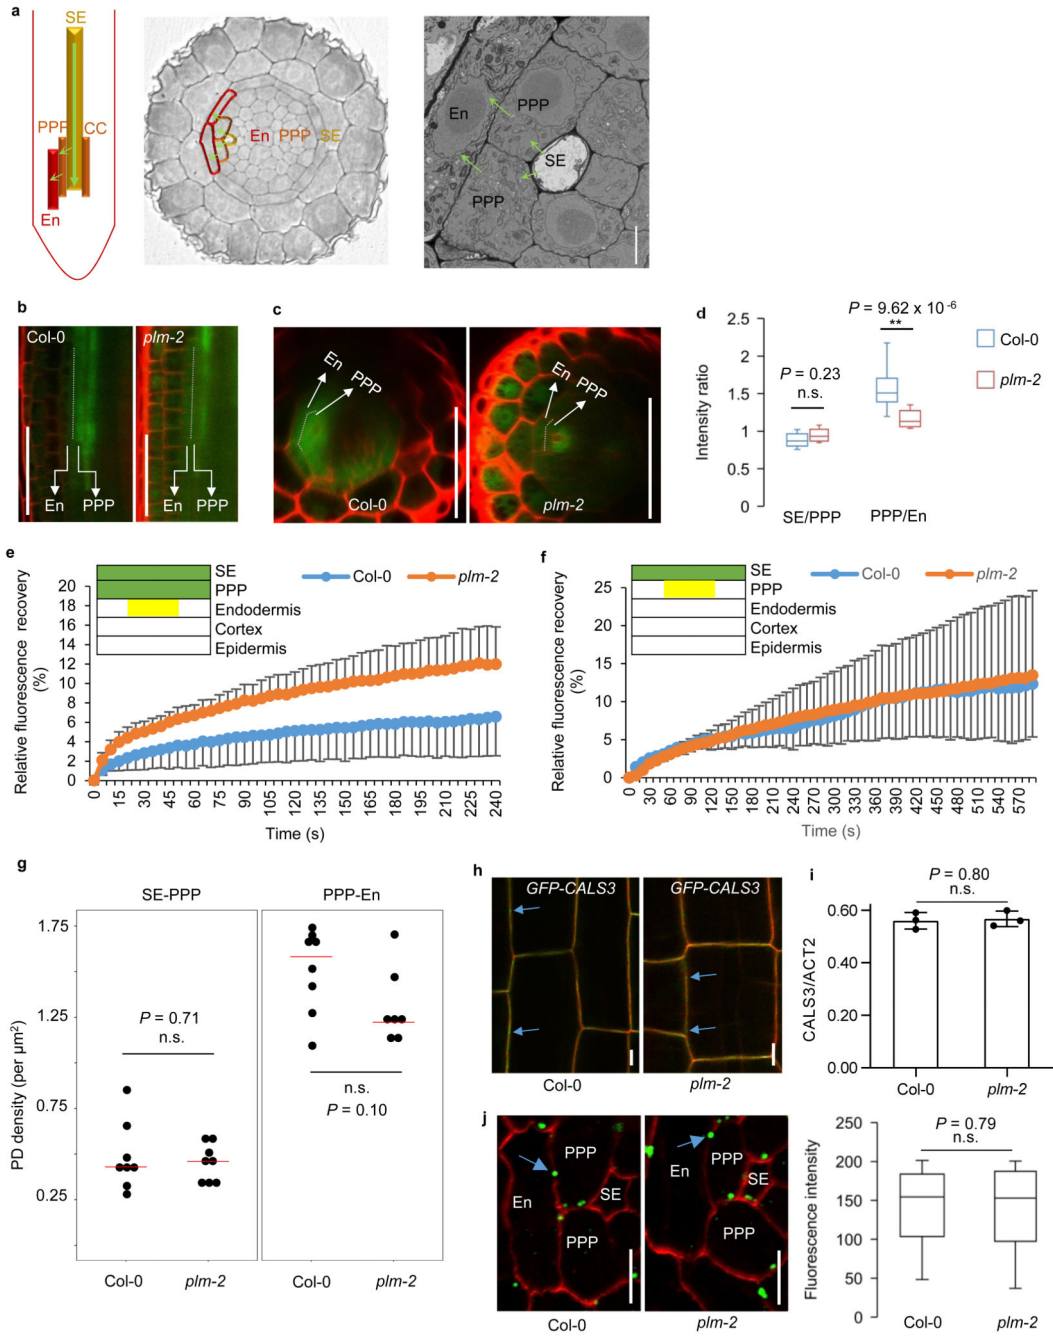 a
SE
PPP CC
En
En PPP SE
En
PPP
SE
PPP
b
Col-0
plm-2
En PPP
En PPP
c
En
PPP
Col-0
En
PPP
plm-2
d
P = 9.62 x 10 -6
**
P = 0.23
n.s.
Intensity ratio
2.5
2
1.5
1
0.5
0
SE/PPP
PPP/En
Col-0
plm-2
e
SE
PPP
Endodermis
Cortex
Epidermis
Col-0
plm-2
Relative fluorescence recovery
(%)
20
18
16
14
12
10
8
6
4
2
0
0 15 30 45 60 75 90 105 120 135 150 165 180 195 210 225 240
Time (s)
f
SE
PPP
Endodermis
Cortex
Epidermis
Col-0
plm-2
Relative fluorescence recovery
(%)
25
20
15
10
5
0
0 30 60 90 120 150 180 210 240 270 300 330 360 390 420 450 480 510 540 570
Time (s)
g
SE-PPP
PPP-En
PD density (per µm²)
1.75
1.25
0.75
0.25
P = 0.71
n.s.
n.s.
P = 0.10
Col-0
plm-2
Col-0
plm-2
h
GFP-CALS3
GFP-CALS3
Col-0
plm-2
i
P = 0.80
n.s.
CALS3/ACT2
0.60
0.40
0.20
0.00
Col-0
plm-2
j
PPP
En
SE
PPP
Col-0
PPP
En
SE
PPP
plm-2
P = 0.79
n.s.
Fluorescence intensity
250
200
150
100
50
0
Col-0
plm-2